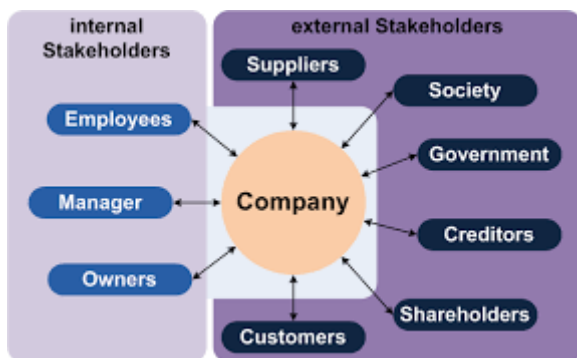 internal
Stakeholders
external Stakeholders
Suppliers
Society
Employees
Government
Manager
Company
Creditors
Owners
Shareholders
Customers